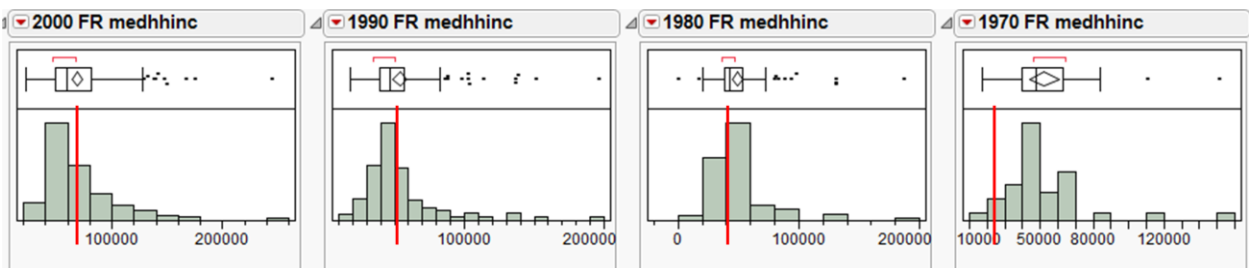 2000 FR medhhinc
1990 FR medhhinc
1980 FR medhhinc
1970 FR medhhinc
100000 200000
100000 200000
0 100000 200000
10000 50000 80000 120000